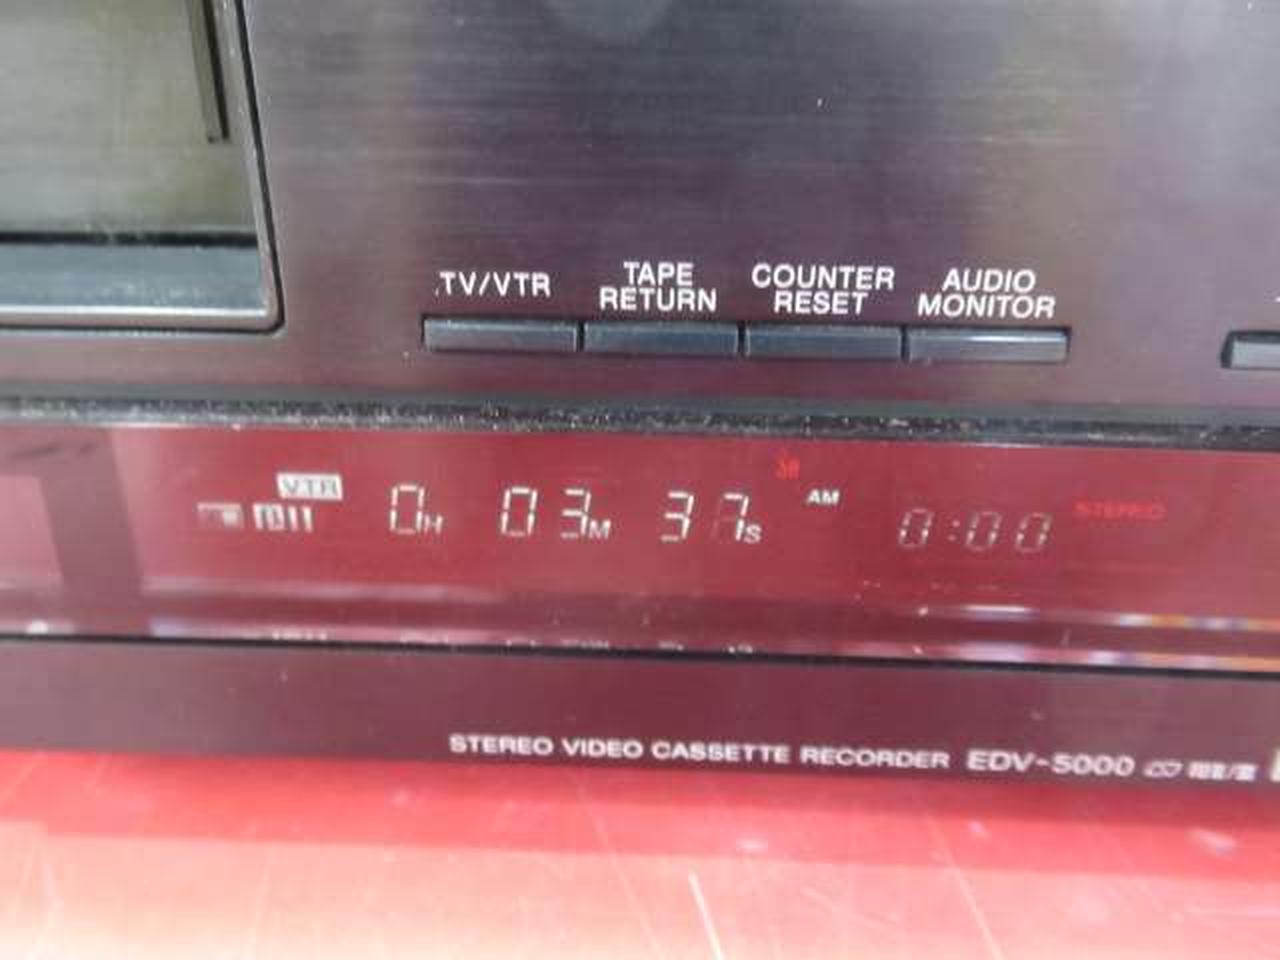 TV/VTR
TAPE RETURN
COUNTER RESET
AUDIO MONITOR
VTR
0H 03M 37S
AM
0:00
STEREO
STEREO VIDEO CASSETTE RECORDER EDV-5000